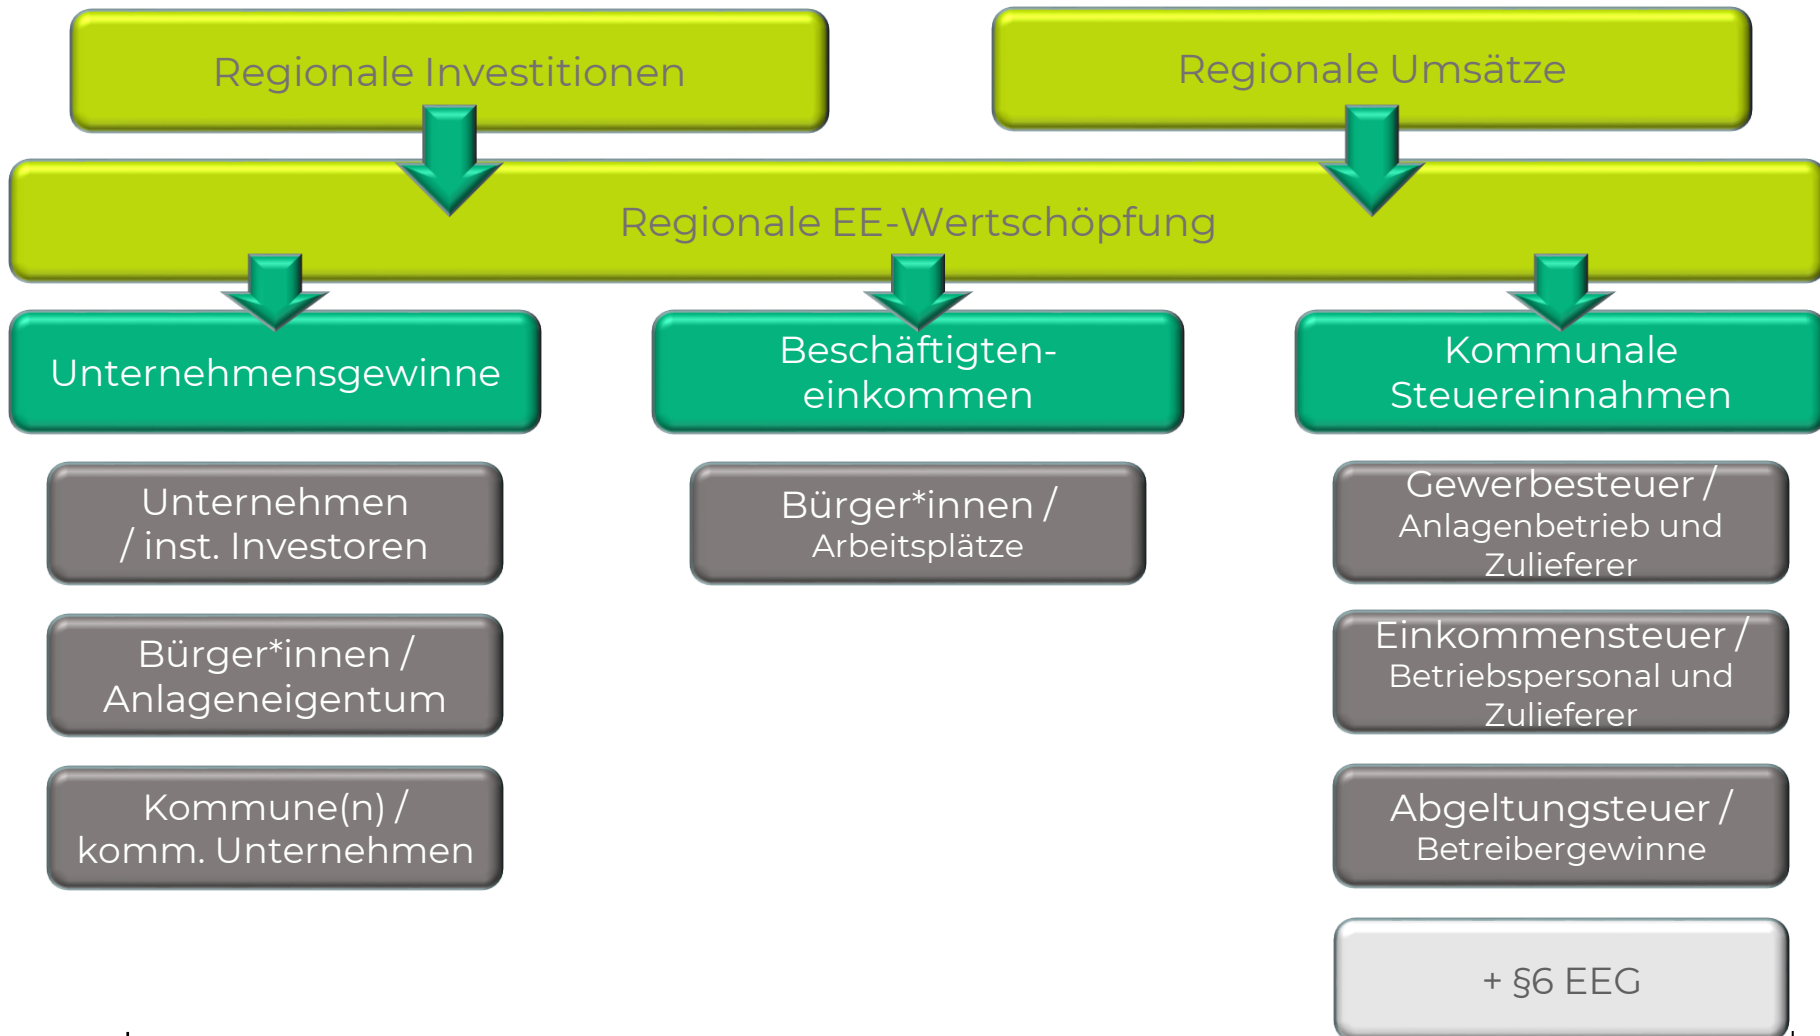 Regionale Investitionen
Regionale Umsätze
Regionale EE-Wertschöpfung
Unternehmensgewinne
Beschäftigten-
einkommen
Kommunale
Steuereinnahmen
Unternehmen
/ inst. Investoren
Bürger*innen /
Anlageneigentum
Kommune(n) /
komm. Unternehmen
Bürger*innen /
Arbeitsplätze
Gewerbesteuer /
Anlagenbetrieb und
Zulieferer
Einkommensteuer /
Betriebspersonal und
Zulieferer
Abgeltungsteuer /
Betreibergewinne
+ §6 EEG